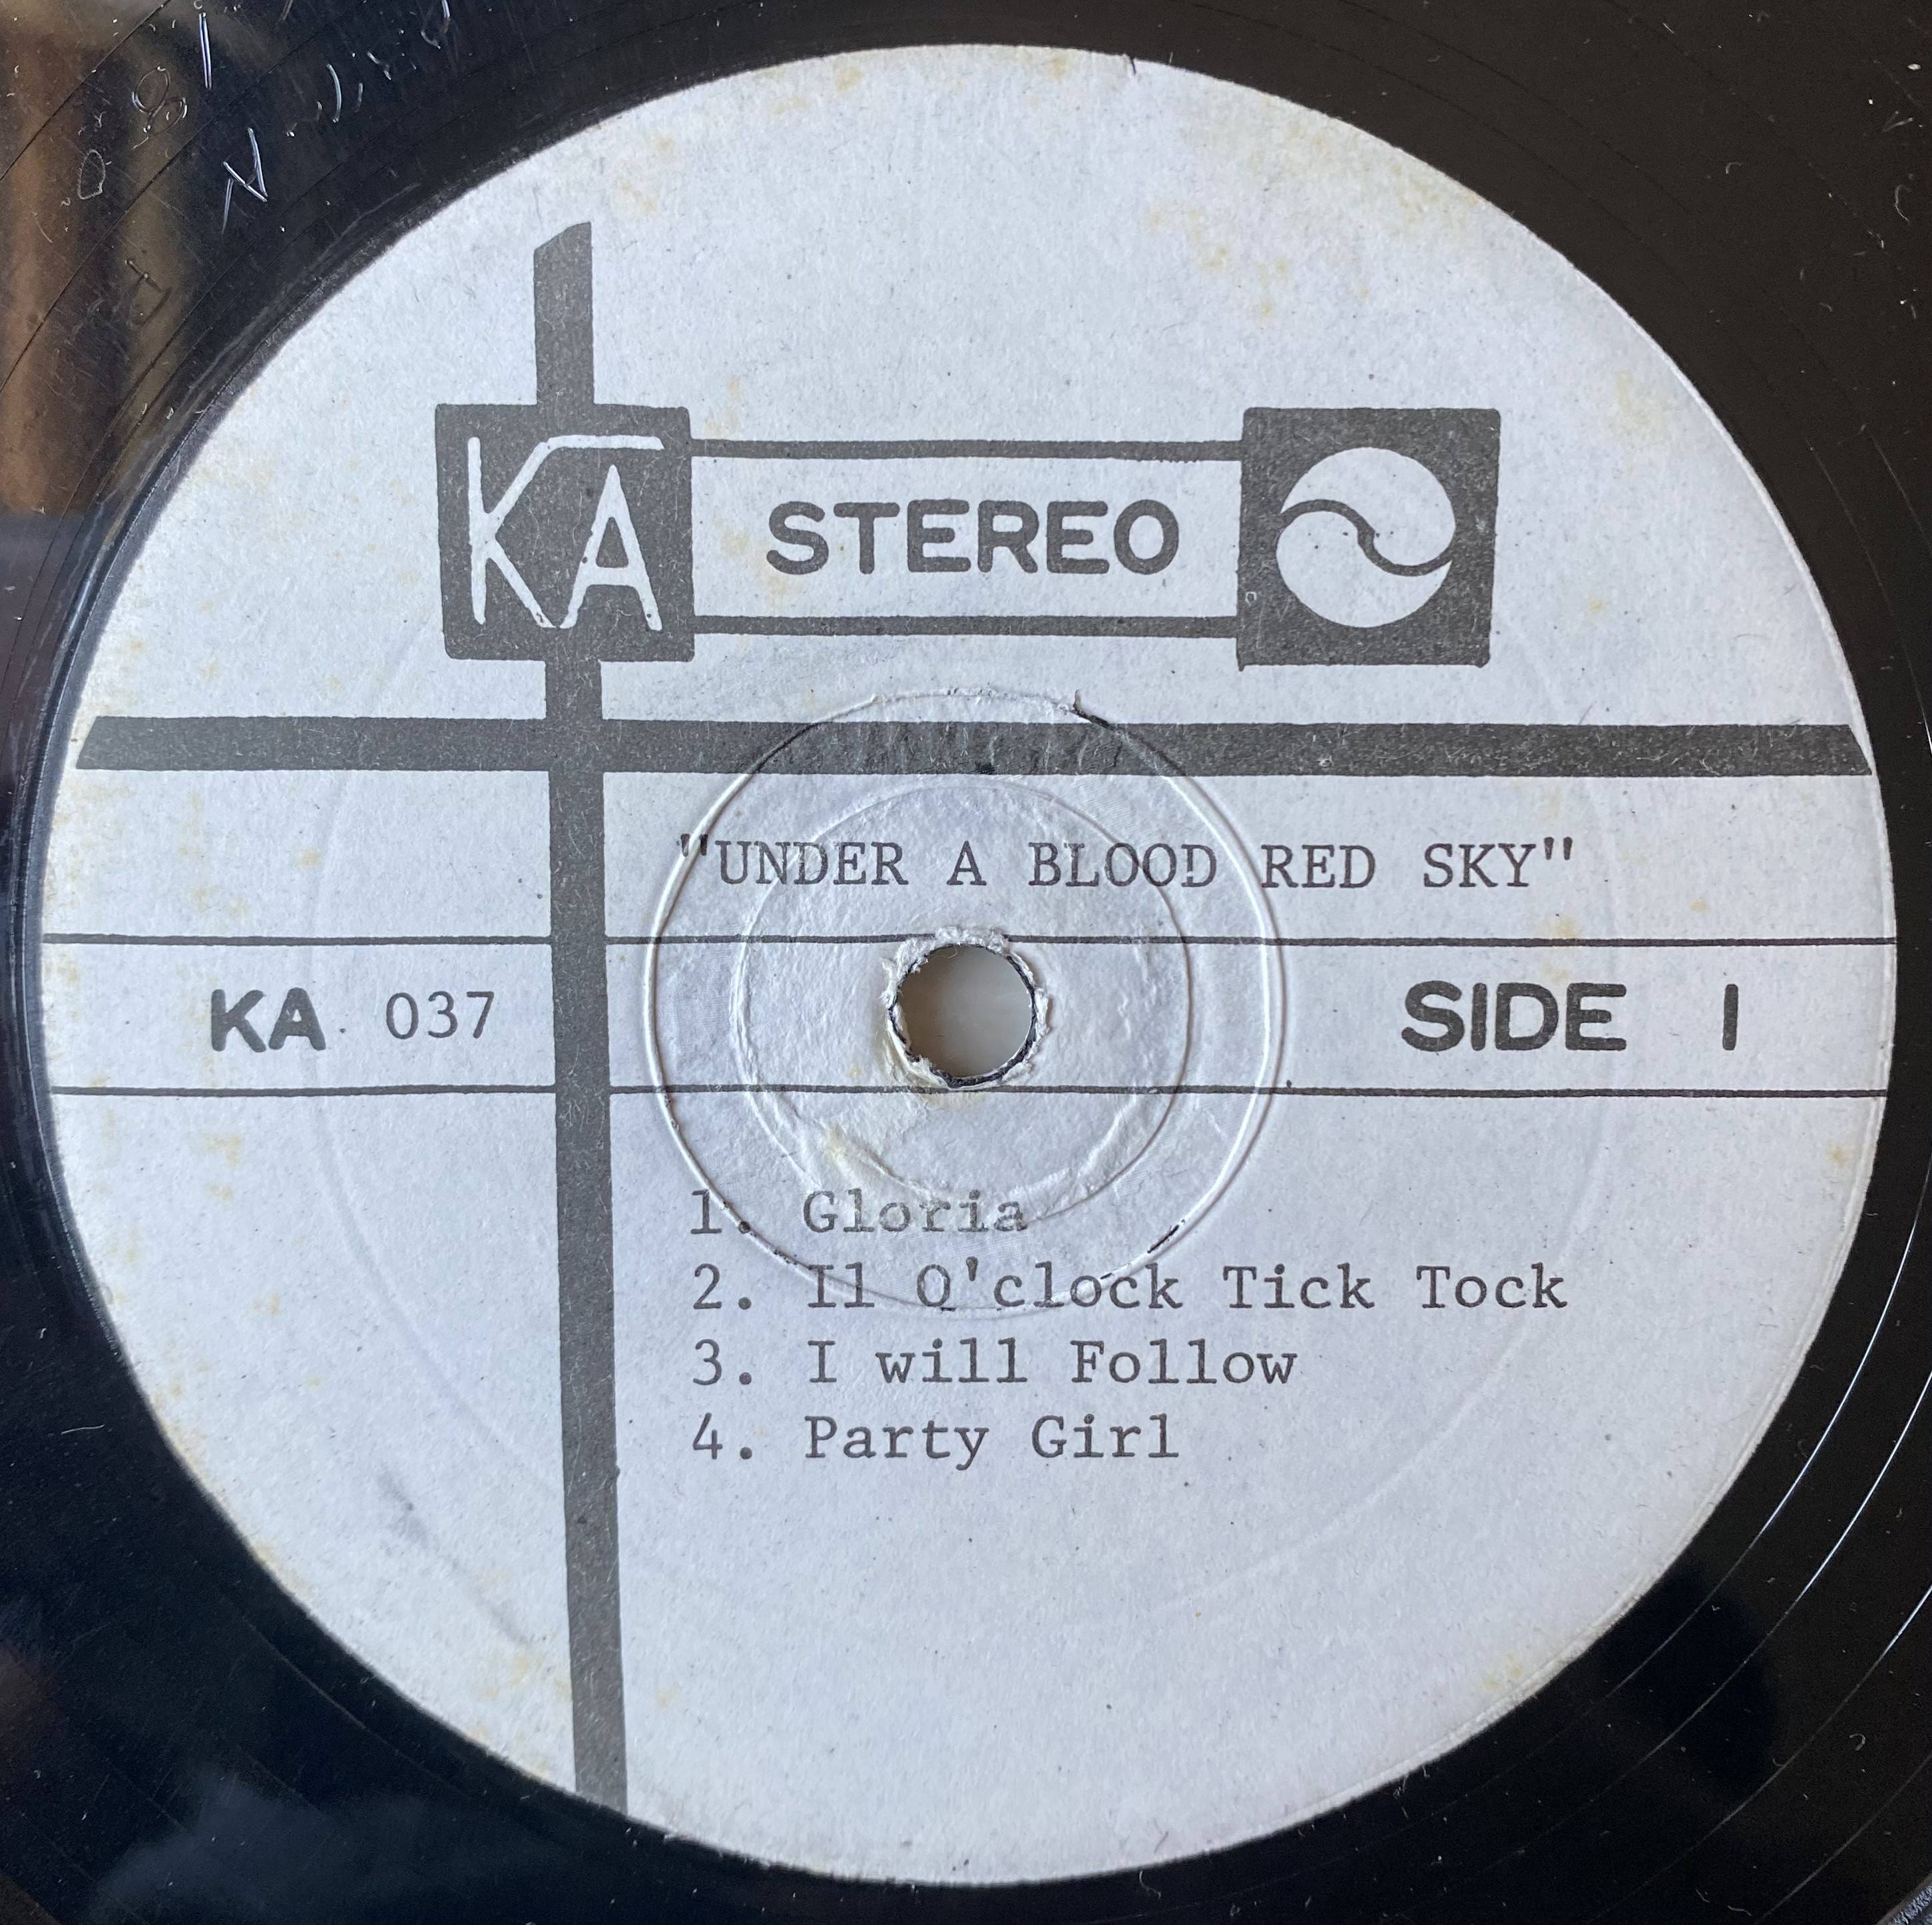 KA STEREO
"UNDER A BLOOD RED SKY"
KA. 037 SIDE 1
1. Gloria
2. Il O'clock Tick Tock
3. I will Follow
4. Party Girl